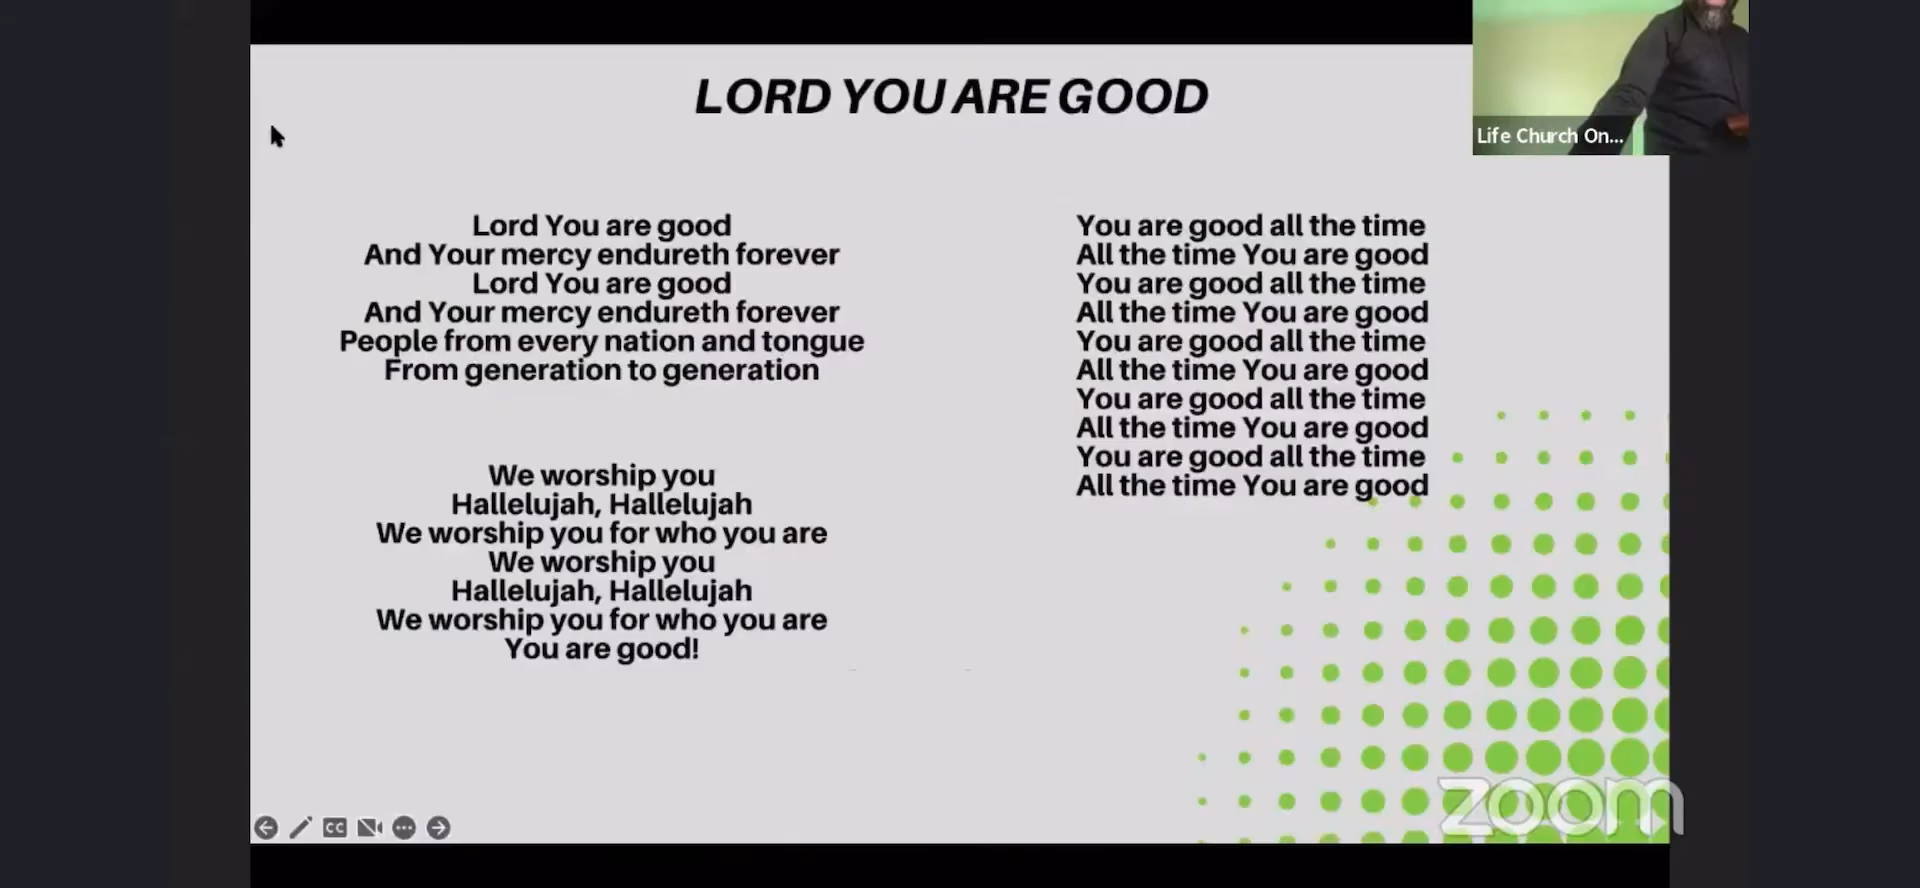 LORD YOU ARE GOOD
Life Church On...
Lord You are good
And Your mercy endureth forever
Lord You are good
And Your mercy endureth forever
People from every nation and tongue
From generation to generation
We worship you
Hallelujah, Hallelujah
We worship you for who you are
We worship you
Hallelujah, Hallelujah
We worship you for who you are
You are good!
You are good all the time
All the time You are good
You are good all the time
All the time You are good
You are good all the time
All the time You are good
You are good all the time
All the time You are good
You are good all the time
All the time You are good
CC
zoom